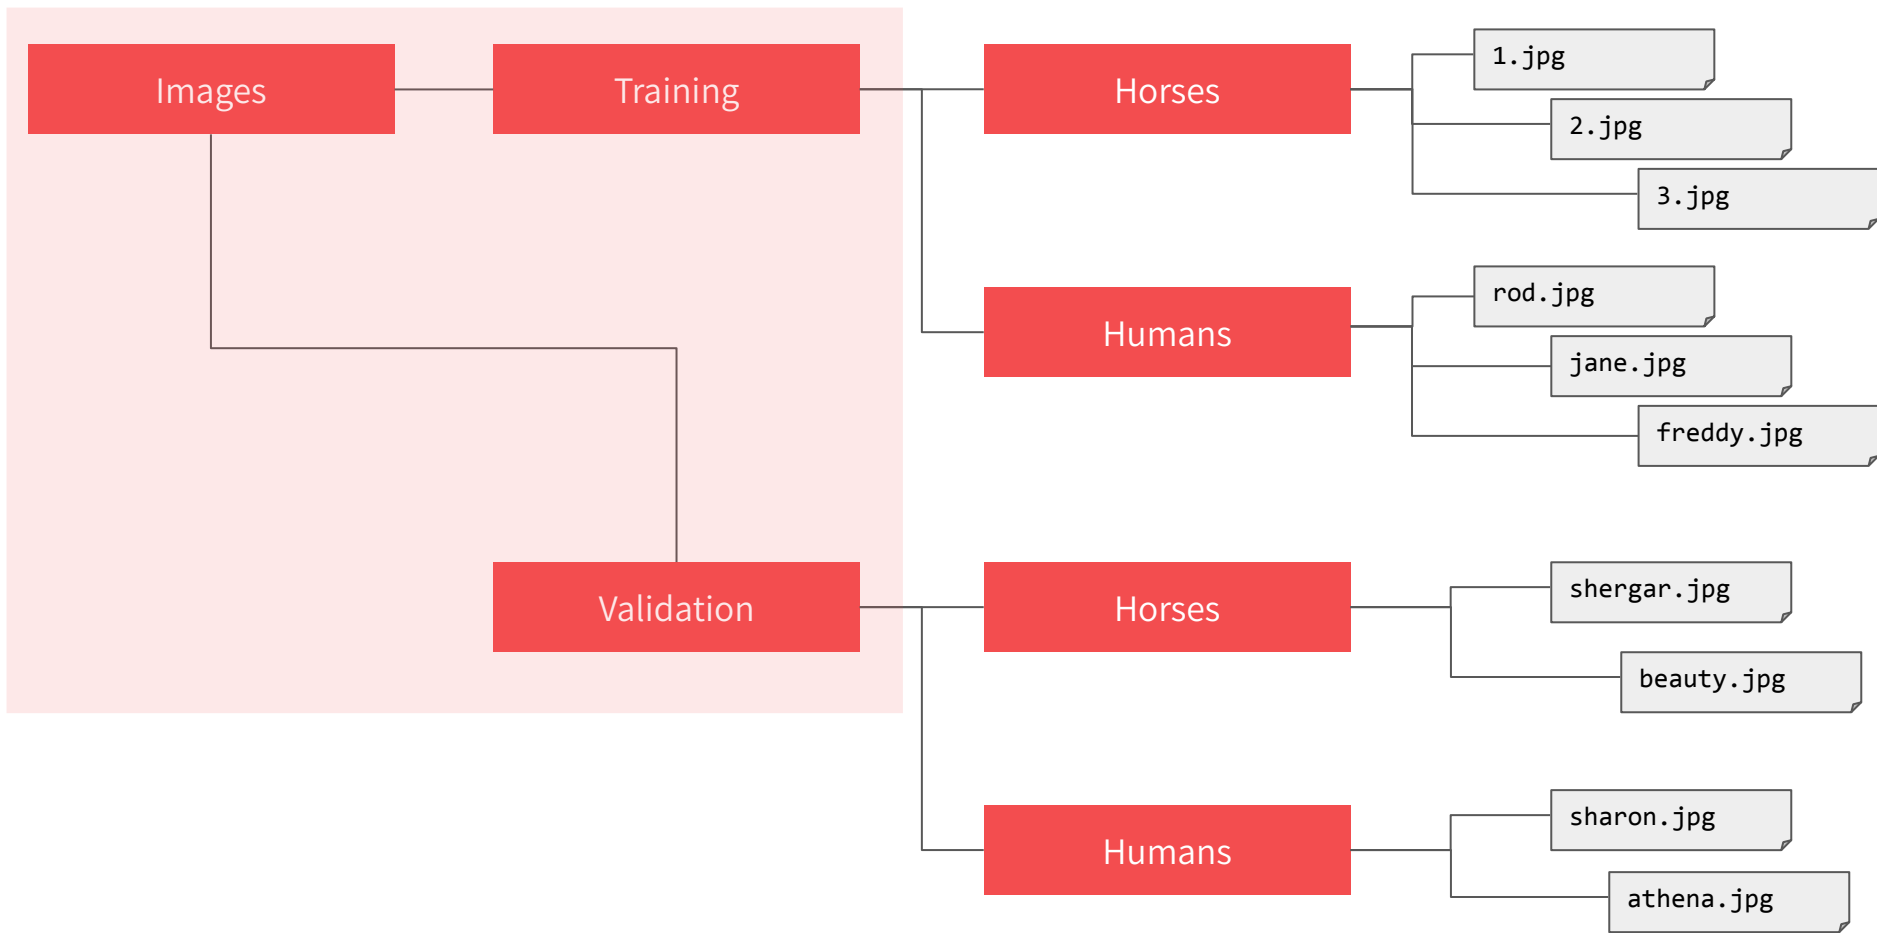 Images
Training
Horses
1.jpg
2.jpg
3.jpg
Humans
rod.jpg
jane.jpg
freddy.jpg
Validation
Horses
shergar.jpg
beauty.jpg
Humans
sharon.jpg
athena.jpg